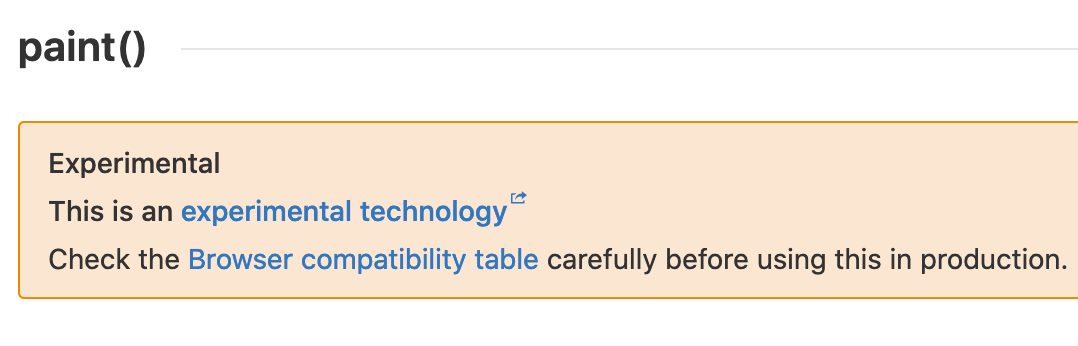 paint()
Experimental
This is an experimental technology
Check the Browser compatibility table carefully before using this in production.